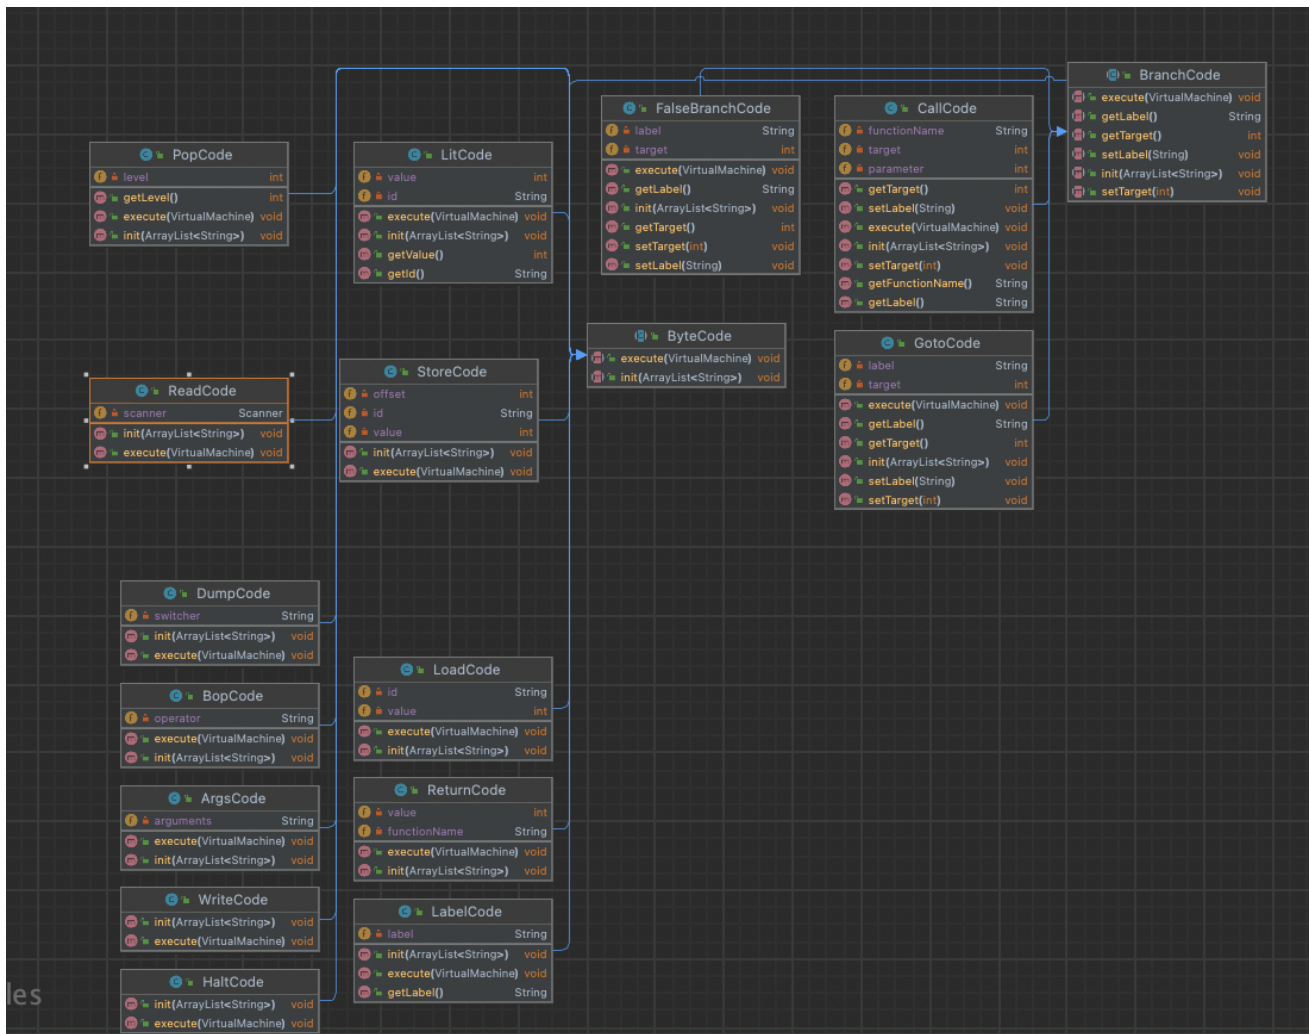 PopCode
level int
getLevel() int
execute(VirtualMachine) void
init(ArrayList<String>) void
LitCode
value int
id String
execute(VirtualMachine) void
init(ArrayList<String>) void
getValue() int
getId() String
FalseBranchCode
label String
target int
execute(VirtualMachine) void
getLabel() String
init(ArrayList<String>) void
getTarget() int
setTarget(int) void
setLabel(String) void
CallCode
functionName String
target int
parameter int
getTarget() int
setLabel(String) void
execute(VirtualMachine) void
init(ArrayList<String>) void
setTarget(int) void
getFunctionName() String
getLabel() String
BranchCode
execute(VirtualMachine) void
getLabel() String
getTarget() int
setLabel(String) void
init(ArrayList<String>) void
setTarget(int) void
ReadCode
scanner Scanner
init(ArrayList<String>) void
execute(VirtualMachine) void
StoreCode
offset int
id String
value int
init(ArrayList<String>) void
execute(VirtualMachine) void
ByteCode
execute(VirtualMachine) void
init(ArrayList<String>) void
GotoCode
label String
target int
execute(VirtualMachine) void
getLabel() String
getTarget() int
init(ArrayList<String>) void
setLabel(String) void
setTarget(int) void
DumpCode
switcher String
init(ArrayList<String>) void
execute(VirtualMachine) void
BopCode
operator String
execute(VirtualMachine) void
init(ArrayList<String>) void
ArgsCode
arguments String
execute(VirtualMachine) void
init(ArrayList<String>) void
WriteCode
init(ArrayList<String>) void
execute(VirtualMachine) void
HaltCode
init(ArrayList<String>) void
execute(VirtualMachine) void
LoadCode
id String
value int
execute(VirtualMachine) void
init(ArrayList<String>) void
ReturnCode
value int
functionName String
execute(VirtualMachine) void
init(ArrayList<String>) void
LabelCode
label String
init(ArrayList<String>) void
execute(VirtualMachine) void
getLabel() String
les